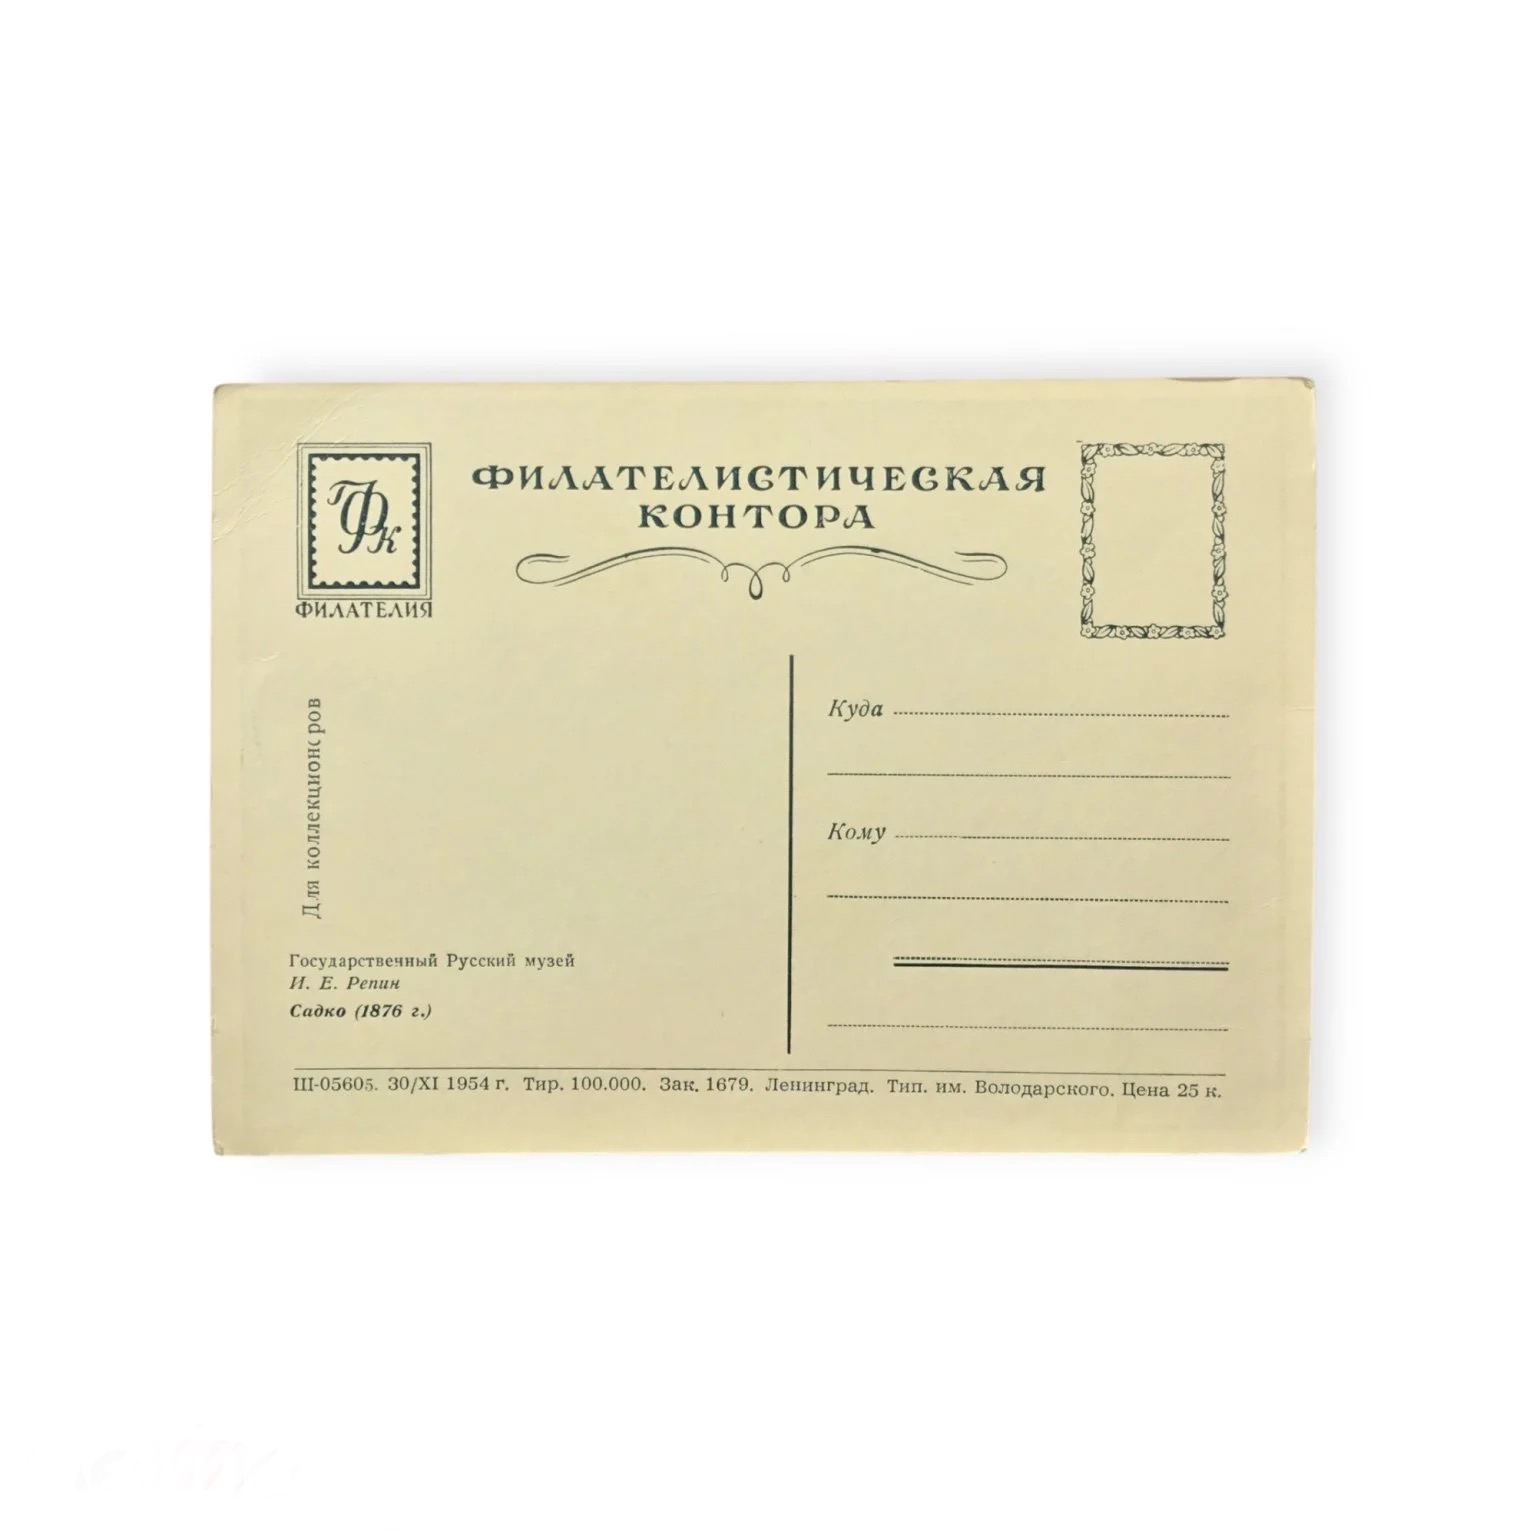 ФК
ФИЛАТЕЛИЯ
ФИЛАТЕЛИСТИЧЕСКАЯ
КОНТОРА
Для коллекционеров
Куда
Кому
Государственный Русский музей
И. Е. Репин
Садко (1876 г.)
Ш-05605. 30/XI 1954 г. Тир. 100.000. Зак. 1679. Ленинград. Тип. им. Володарского. Цена 25 к.